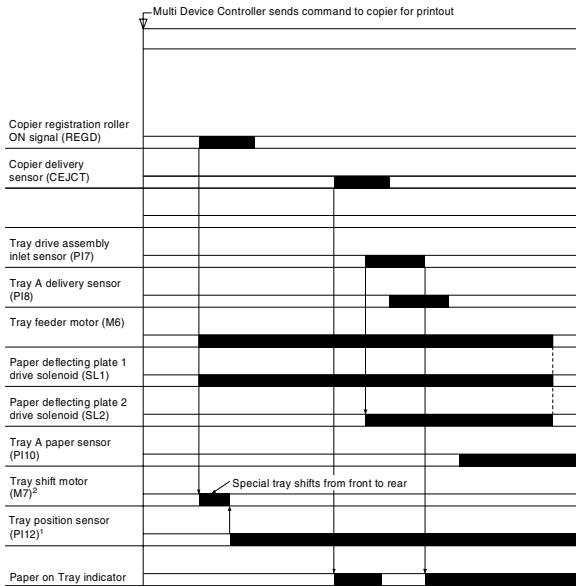 Multi Device Controller sends command to copier for printout
Copier registration roller
ON signal (REGD)
Copier delivery
sensor (CEJCT)
Tray drive assembly
inlet sensor (PI7)
Tray A delivery sensor
(PI8)
Tray feeder motor (M6)
Paper deflecting plate 1
drive solenoid (SL1)
Paper deflecting plate 2
drive solenoid (SL2)
Tray A paper sensor
(PI10)
Tray shift motor
(M7)2
Special tray shifts from front to rear
Tray position sensor
(PI12)1
Paper on Tray indicator